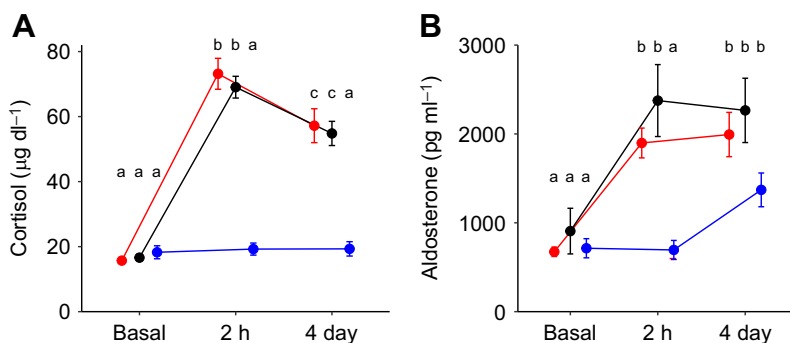 A
Cortisol (μg dl⁻¹)
80
60
40
20
0
a a a
b b a
c c a
Basal
2 h
4 day
B
Aldosterone (pg ml⁻¹)
3000
2000
1000
0
a a a
b b a
b b b
Basal
2 h
4 day